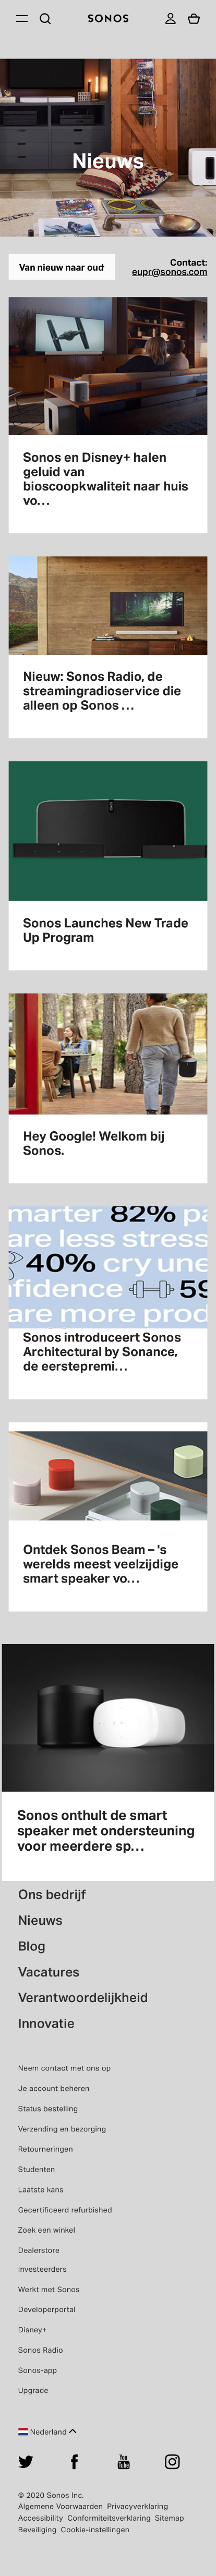 SONOS
Nieuws
Van nieuw naar oud
Contact:
eupr@sonos.com
Sonos en Disney+ halen
geluid van
bioscoopkwaliteit naar huis
vo...
Nieuw: Sonos Radio, de
streamingradioservice die
alleen op Sonos ...
Sonos Launches New Trade
Up Program
Hey Google! Welkom bij
Sonos.
marter 82% pa
are less stress
40% cry une
fidence 59
are more prod
Sonos introduceert Sonos
Architectural by Sonance,
de eerstepremi...
Ontdek Sonos Beam – 's
werelds meest veelzijdige
smart speaker vo...
Sonos onthult de smart
speaker met ondersteuning
voor meerdere sp...
Ons bedrijf
Nieuws
Blog
Vacatures
Verantwoordelijkheid
Innovatie
Neem contact met ons op
Je account beheren
Status bestelling
Verzending en bezorging
Retourneringen
Studenten
Laatste kans
Gecertificeerd refurbished
Zoek een winkel
Dealerstore
Investeerders
Werkt met Sonos
Developerportal
Disney+
Sonos Radio
Sonos-app
Upgrade
Nederland
You
Tube
© 2020 Sonos Inc.
Algemene Voorwaarden Privacyverklaring
Accessibility Conformiteitsverklaring Sitemap
Beveiliging Cookie-instellingen